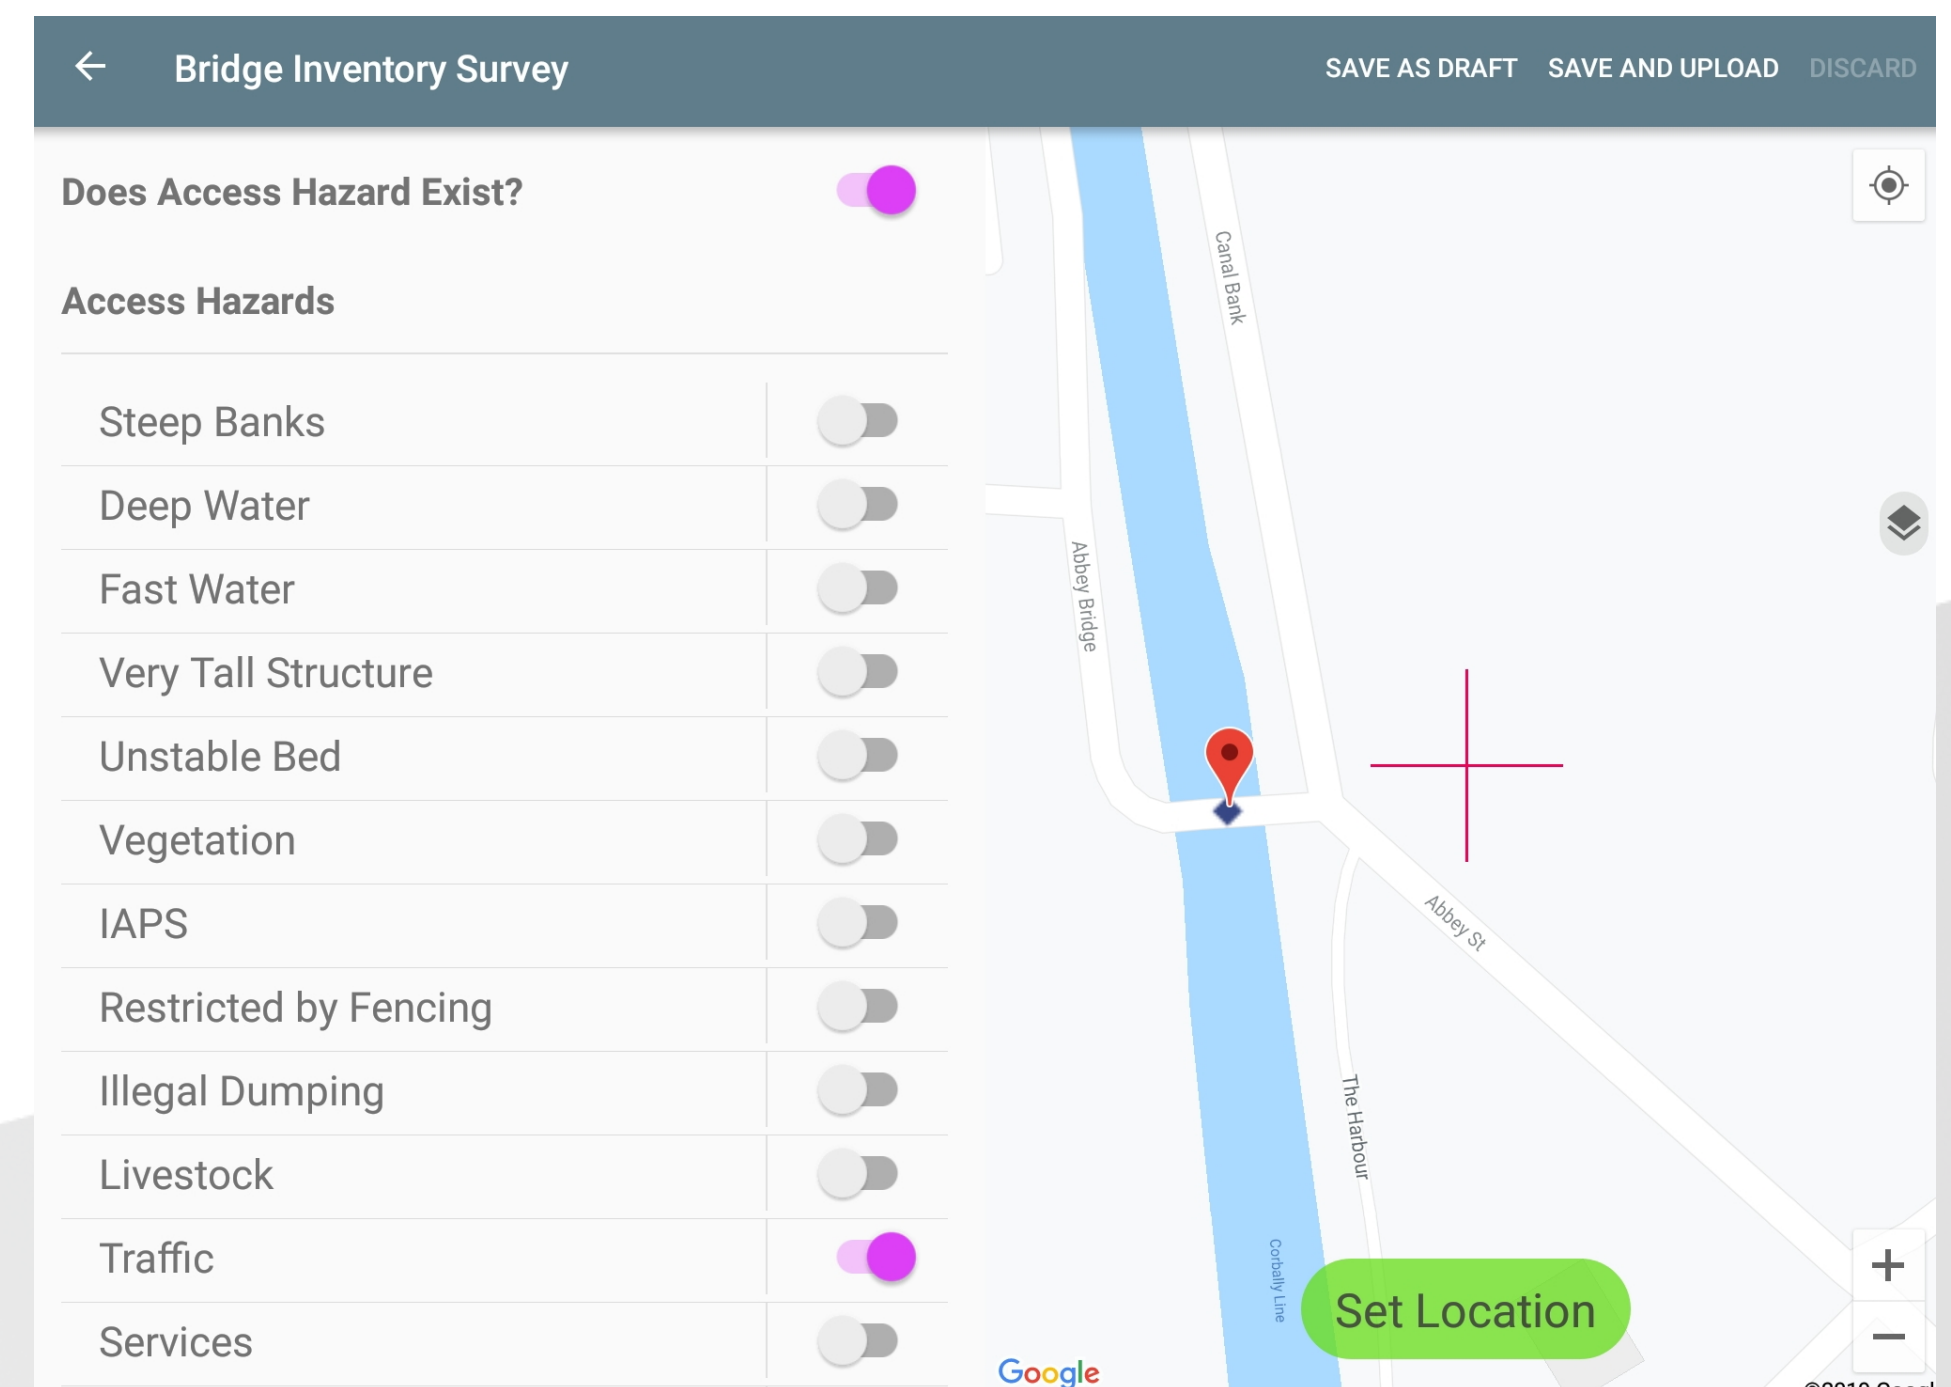 Bridge Inventory Survey
SAVE AS DRAFT
SAVE AND UPLOAD
DISCARD
Does Access Hazard Exist?
Access Hazards
Steep Banks
Deep Water
Fast Water
Very Tall Structure
Unstable Bed
Vegetation
IAPS
Restricted by Fencing
Illegal Dumping
Livestock
Traffic
Services
Canal Bank
Abbey Bridge
Abbey St
The Harbour
Corbally Line
Set Location
Google